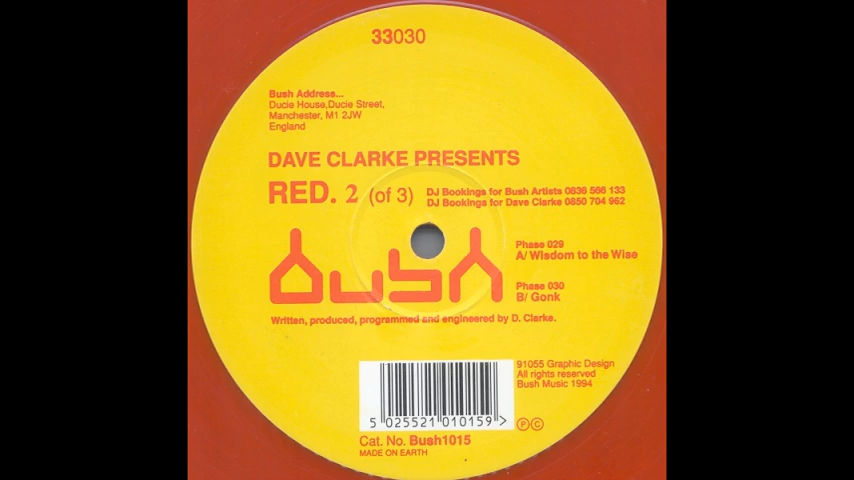 33030
Bush Address...
Ducie House,Ducie Street,
Manchester, M1 2JW
England
DAVE CLARKE PRESENTS
RED. 2 (of 3)
DJ Bookings for Bush Artists 0836 566 133
DJ Bookings for Dave Clarke 0850 704 962
bush
Phase 029
A/ Wisdom to the Wise
Phase 030
B/ Gonk
Written, produced, programmed and engineered by D. Clarke.
91055 Graphic Design
All rights reserved
Bush Music 1994
5 025521 010159 >
P C
Cat. No. Bush1015
MADE ON EARTH